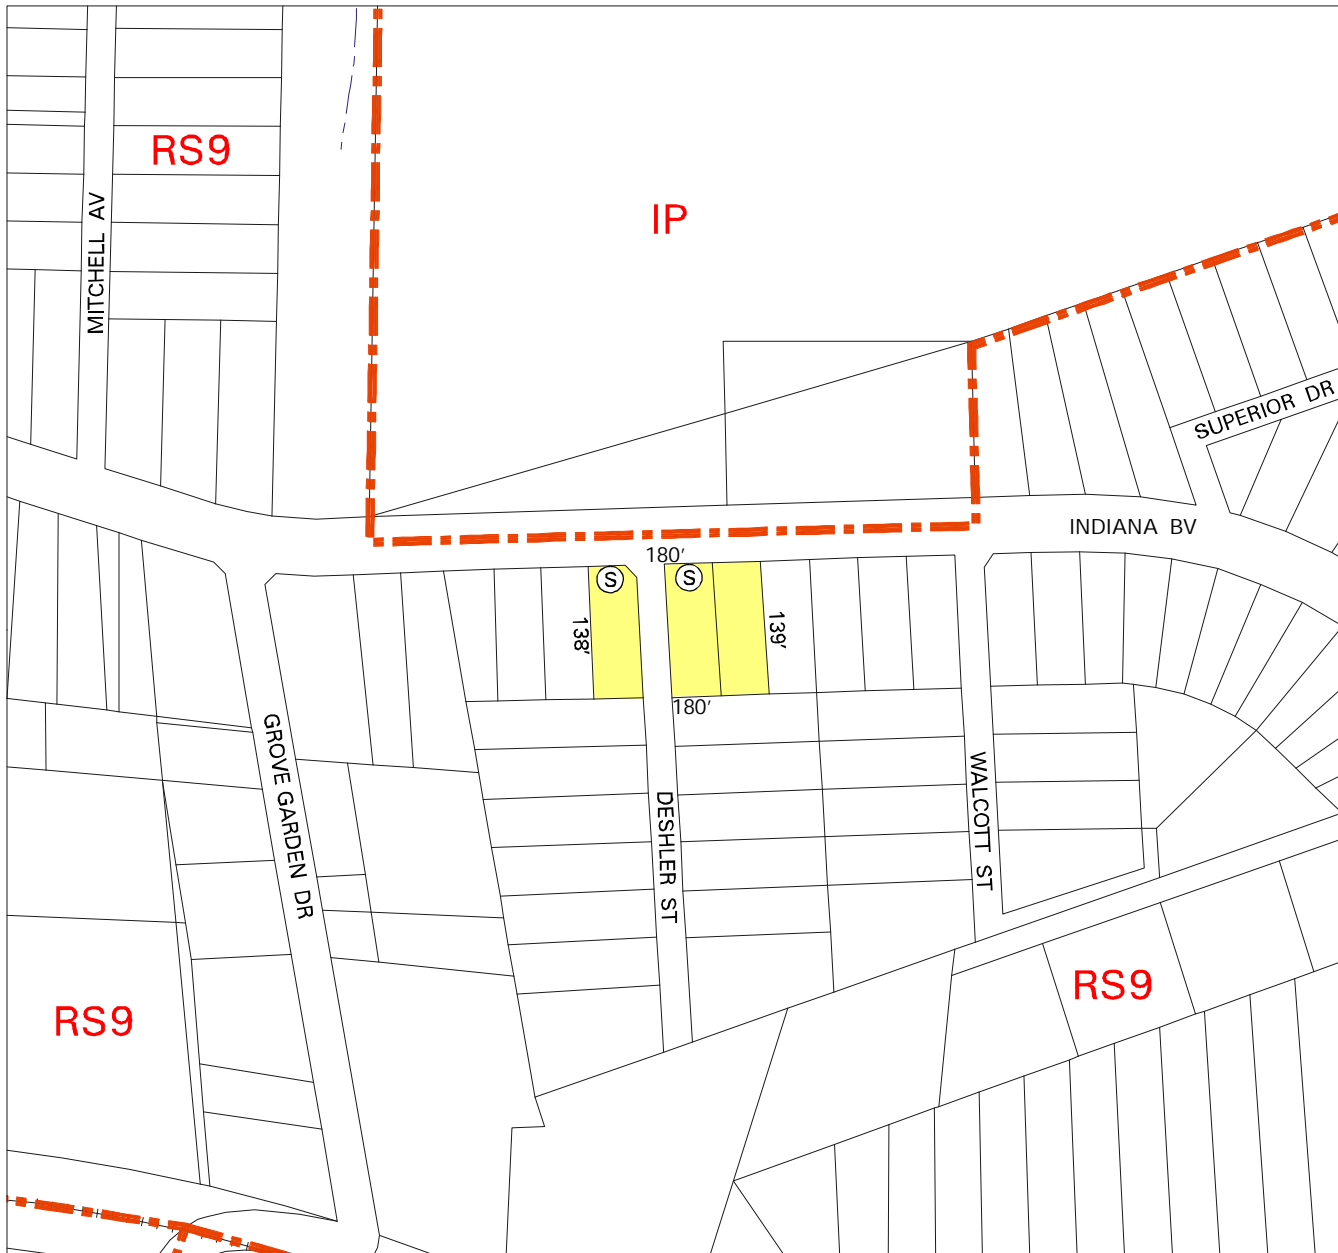 RS9
MITCHELL AV
IP
SUPERIOR DR
INDIANA BV
180'
S
S
138'
139'
180'
GROVE GARDEN DR
DESHLER ST
WALCOTT ST
RS9
RS9